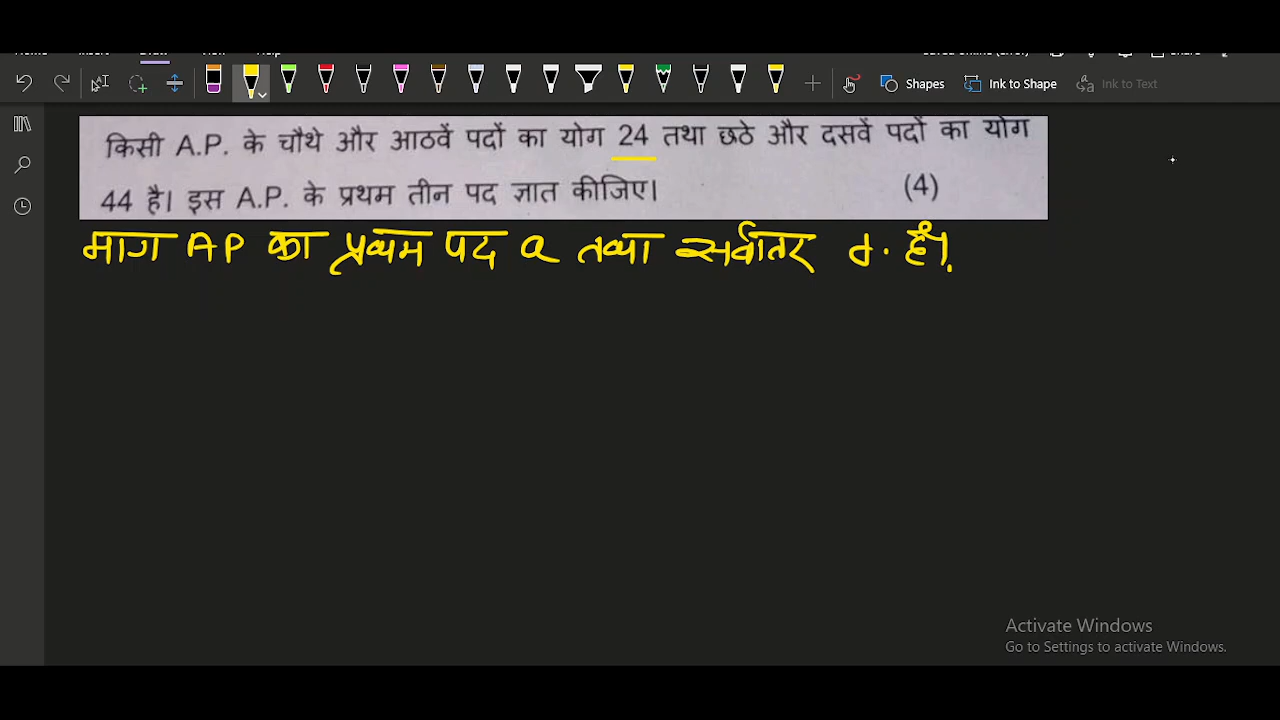 Shapes Ink to Shape Ink to Text
किसी A.P. के चौथे और आठवें पदों का योग 24 तथा छठे और दसवें पदों का योग
44 है। इस A.P. के प्रथम तीन पद ज्ञात कीजिए। (4)
माग AP का प्रथम पद a तथा सर्वातर d. हैं।
Activate Windows
Go to Settings to activate Windows.